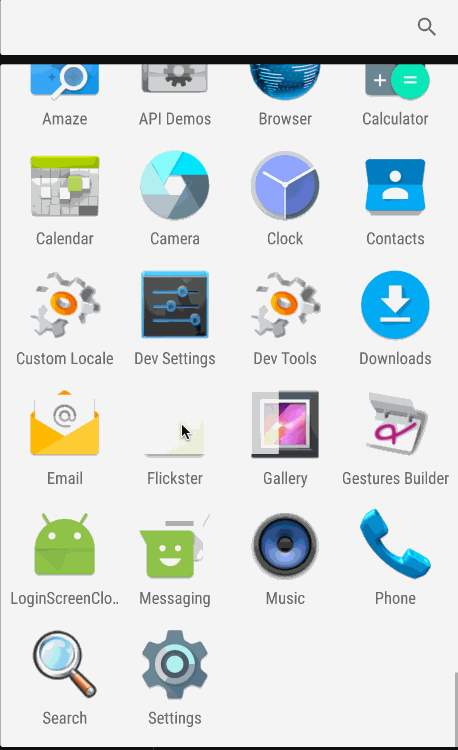 Amaze API Demos Browser Calculator
Calendar Camera Clock Contacts
Custom Locale Dev Settings Dev Tools Downloads
Email Flickster Gallery Gestures Builder
LoginScreenClo.. Messaging Music Phone
Search Settings